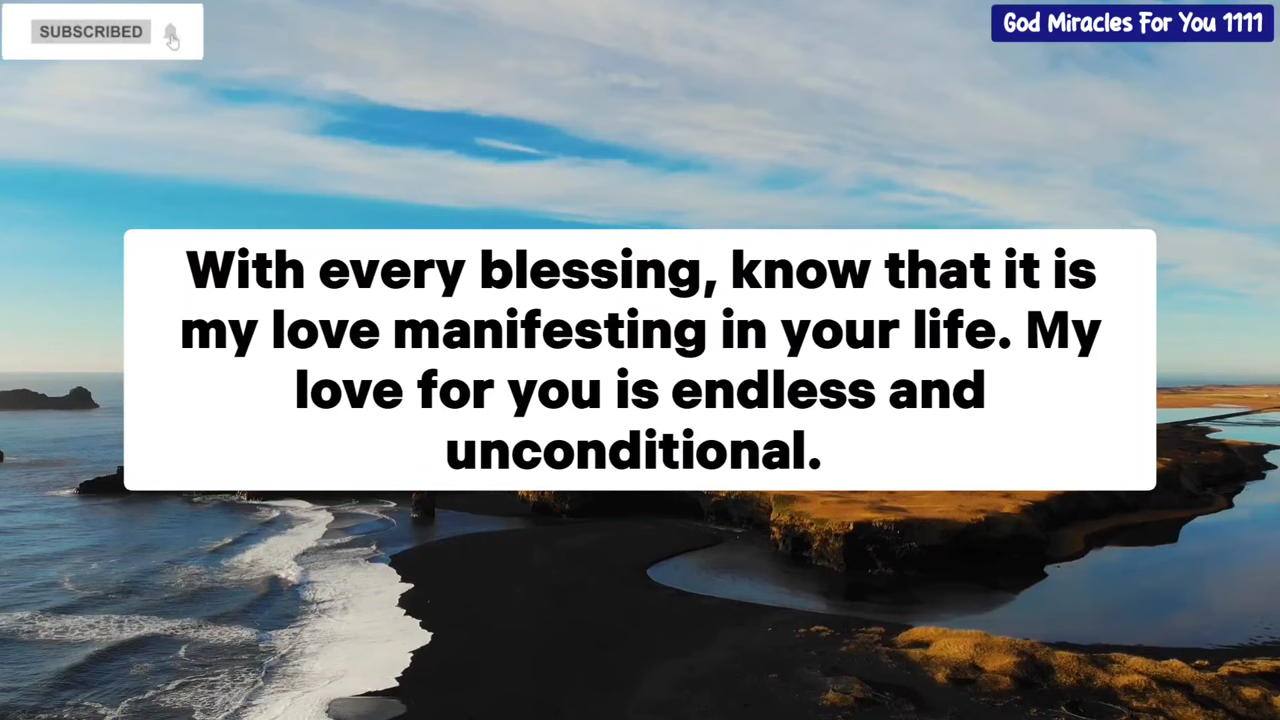 SUBSCRIBED
God Miracles For You 1111
With every blessing, know that it is
my love manifesting in your life. My
love for you is endless and
unconditional.